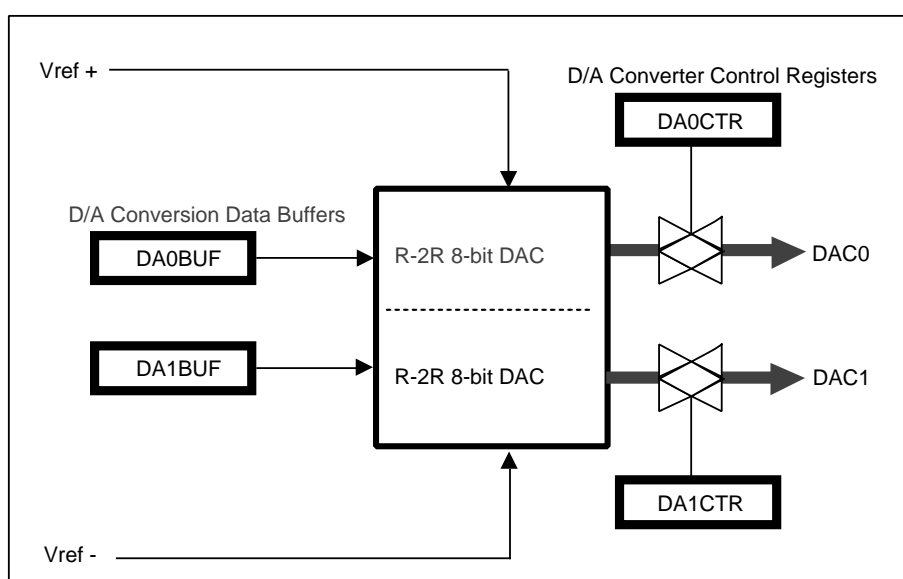 Vref +
D/A Converter Control Registers
DA0CTR
D/A Conversion Data Buffers
DA0BUF
R-2R 8-bit DAC
DAC0
DA1BUF
R-2R 8-bit DAC
DAC1
DA1CTR
Vref -